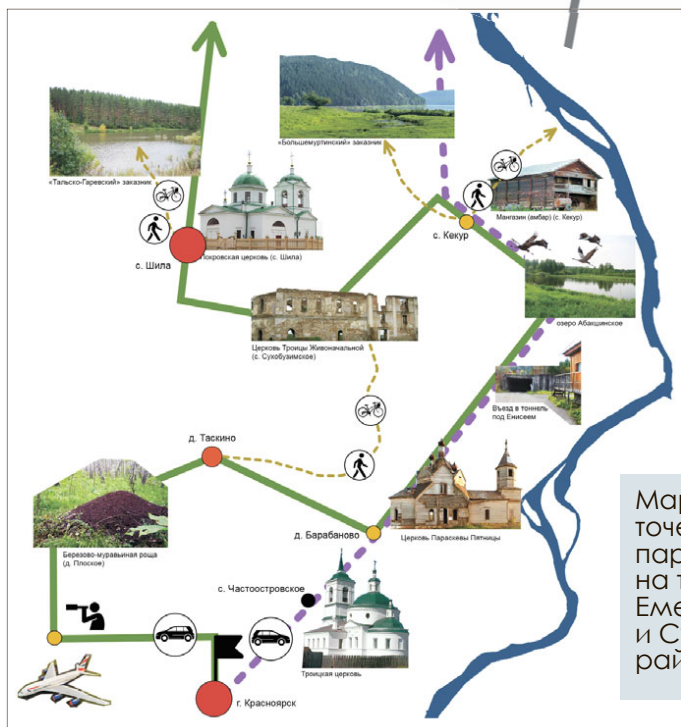 «Большемуртинский» заказник
«Тальско-Гаревский» заказник
Мангазин (амбар) (с. Кекур)
с. Кекур
с. Шила
Покровская церковь (с. Шила)
озеро Абакшинское
Церковь Троицы Живоначальной
(с. Сухобузимское)
Въезд в тоннель
под Енисеем
д. Таскино
Березово-муравьиная роща
(д. Плоское)
д. Барабаново
Церковь Параскевы Пятницы
с. Частоостровское
Троицкая церковь
г. Красноярск
Мар
точе
пар
на т
Еме
и С
рай